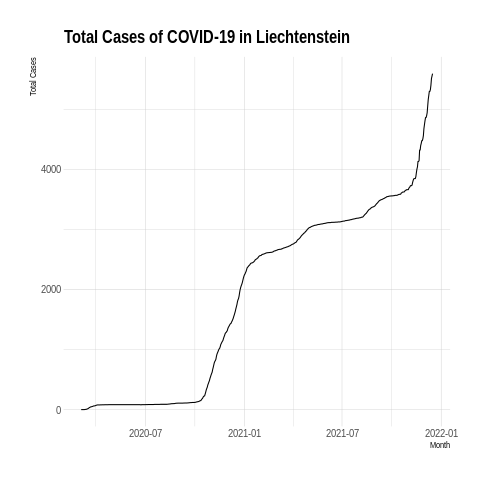 Total Cases of COVID-19 in Liechtenstein
Total Cases
4000
2000
0
2020-07 2021-01 2021-07 2022-01
Month